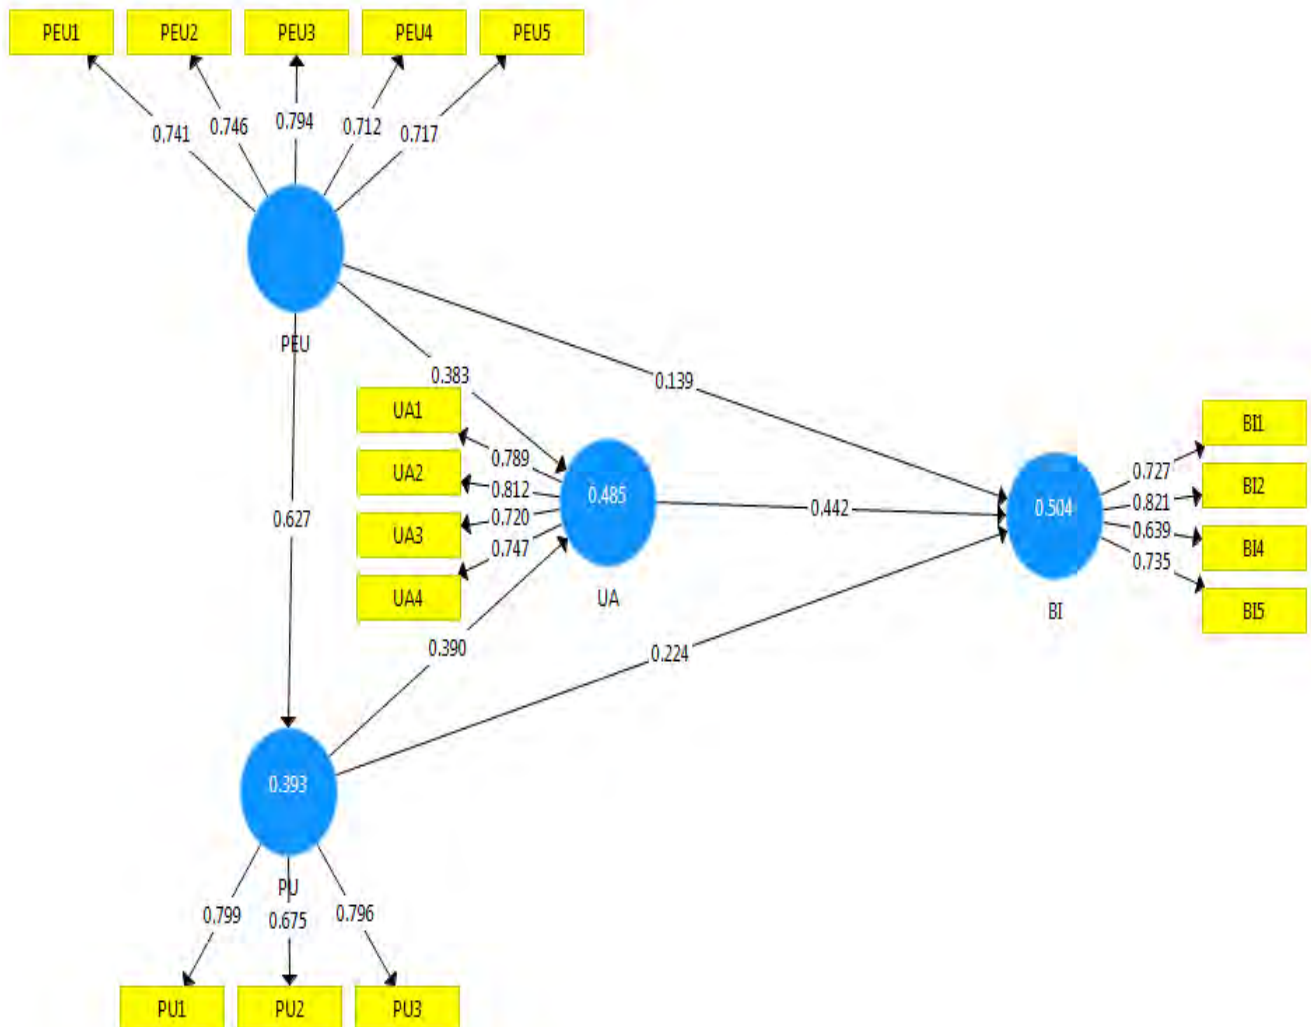 PEU1 PEU2 PEU3 PEU4 PEU5
0.741 0.746 0.794 0.712 0.717
PEU
0.383
0.139
UA1
UA2
UA3
UA4
0.789
0.812
0.720
0.747
0.485
UA
0.442
0.627
0.390
0.224
0.504
BI
0.727
0.821
0.639
0.735
BI1
BI2
BI4
BI5
0.393
PU
0.799 0.675 0.796
PU1 PU2 PU3